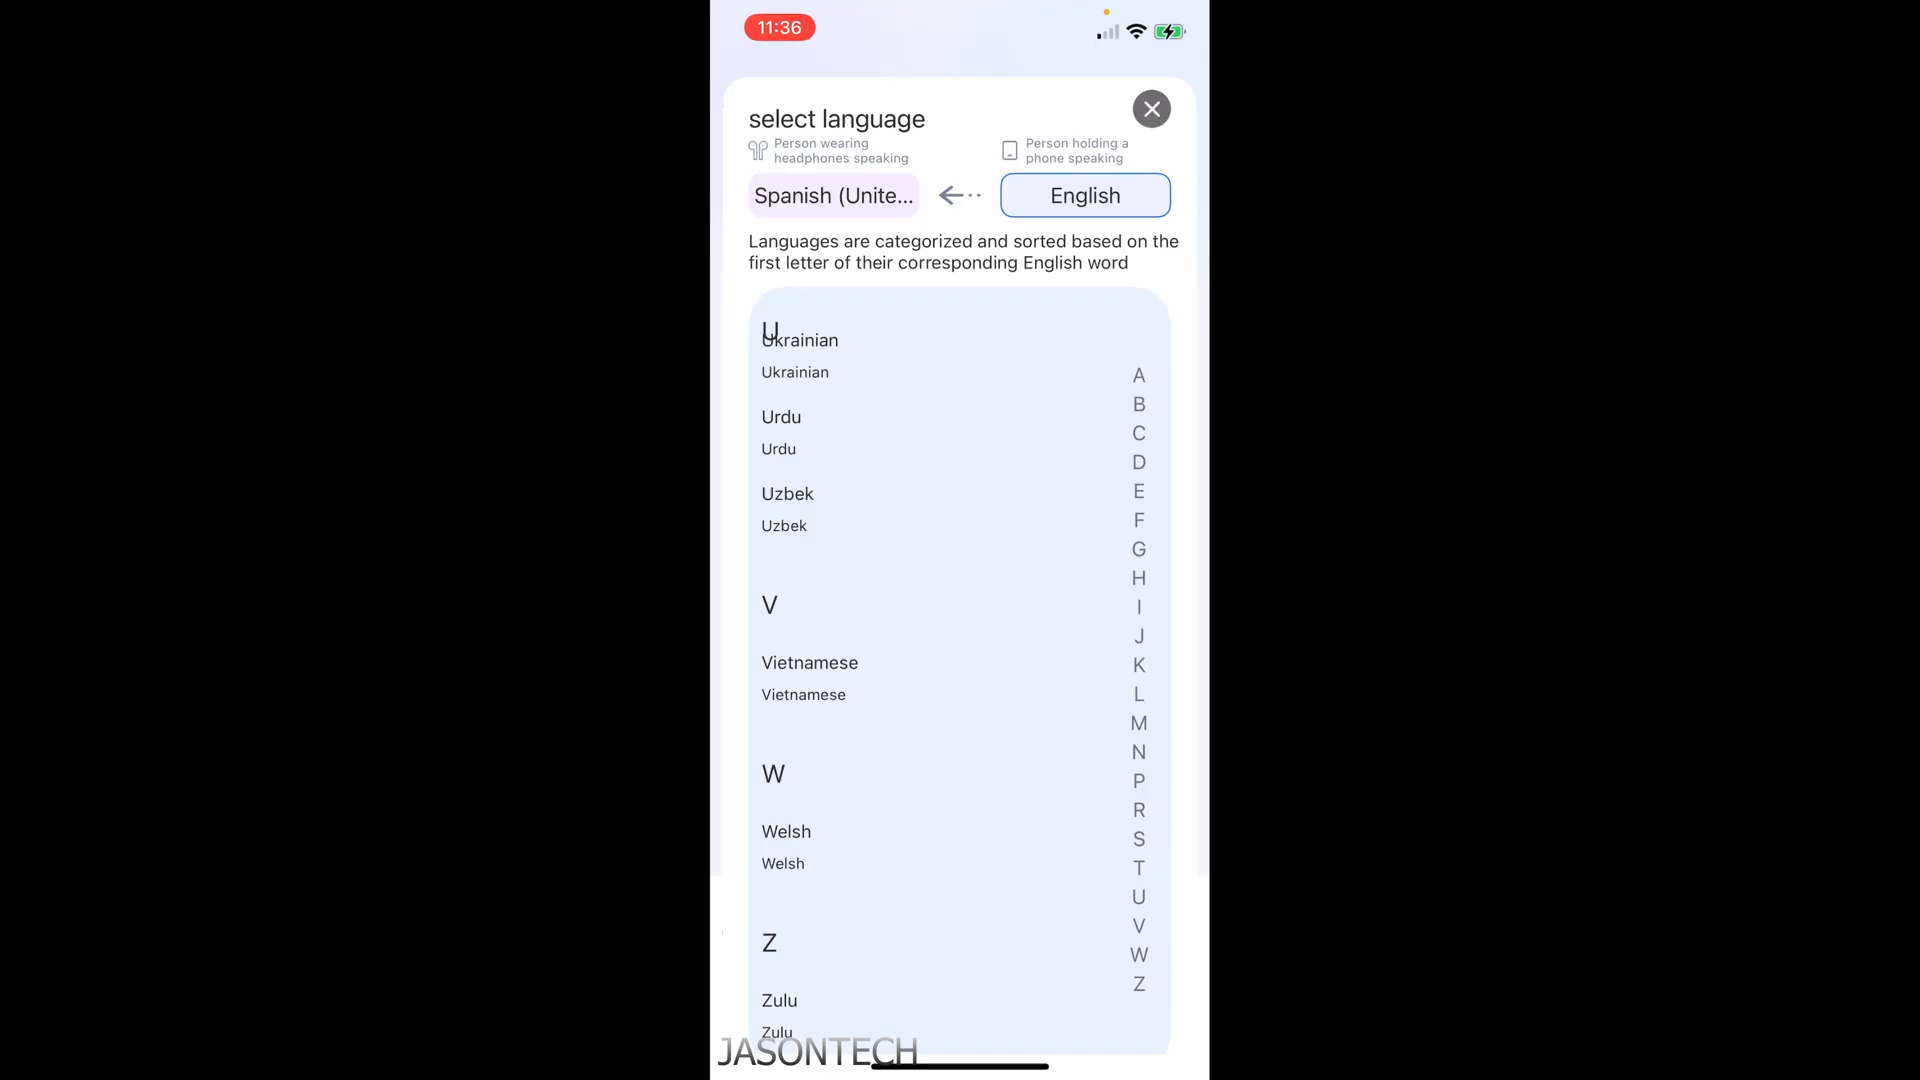 11:36
select language
Person wearing
headphones speaking
Person holding a
phone speaking
Spanish (Unite...
English
Languages are categorized and sorted based on the
first letter of their corresponding English word
U
Ukrainian
Ukrainian
Urdu
Urdu
Uzbek
Uzbek
V
Vietnamese
Vietnamese
W
Welsh
Welsh
Z
Zulu
Zulu
A
B
C
D
E
F
G
H
I
J
K
L
M
N
P
R
S
T
U
V
W
Z
JASONTECH